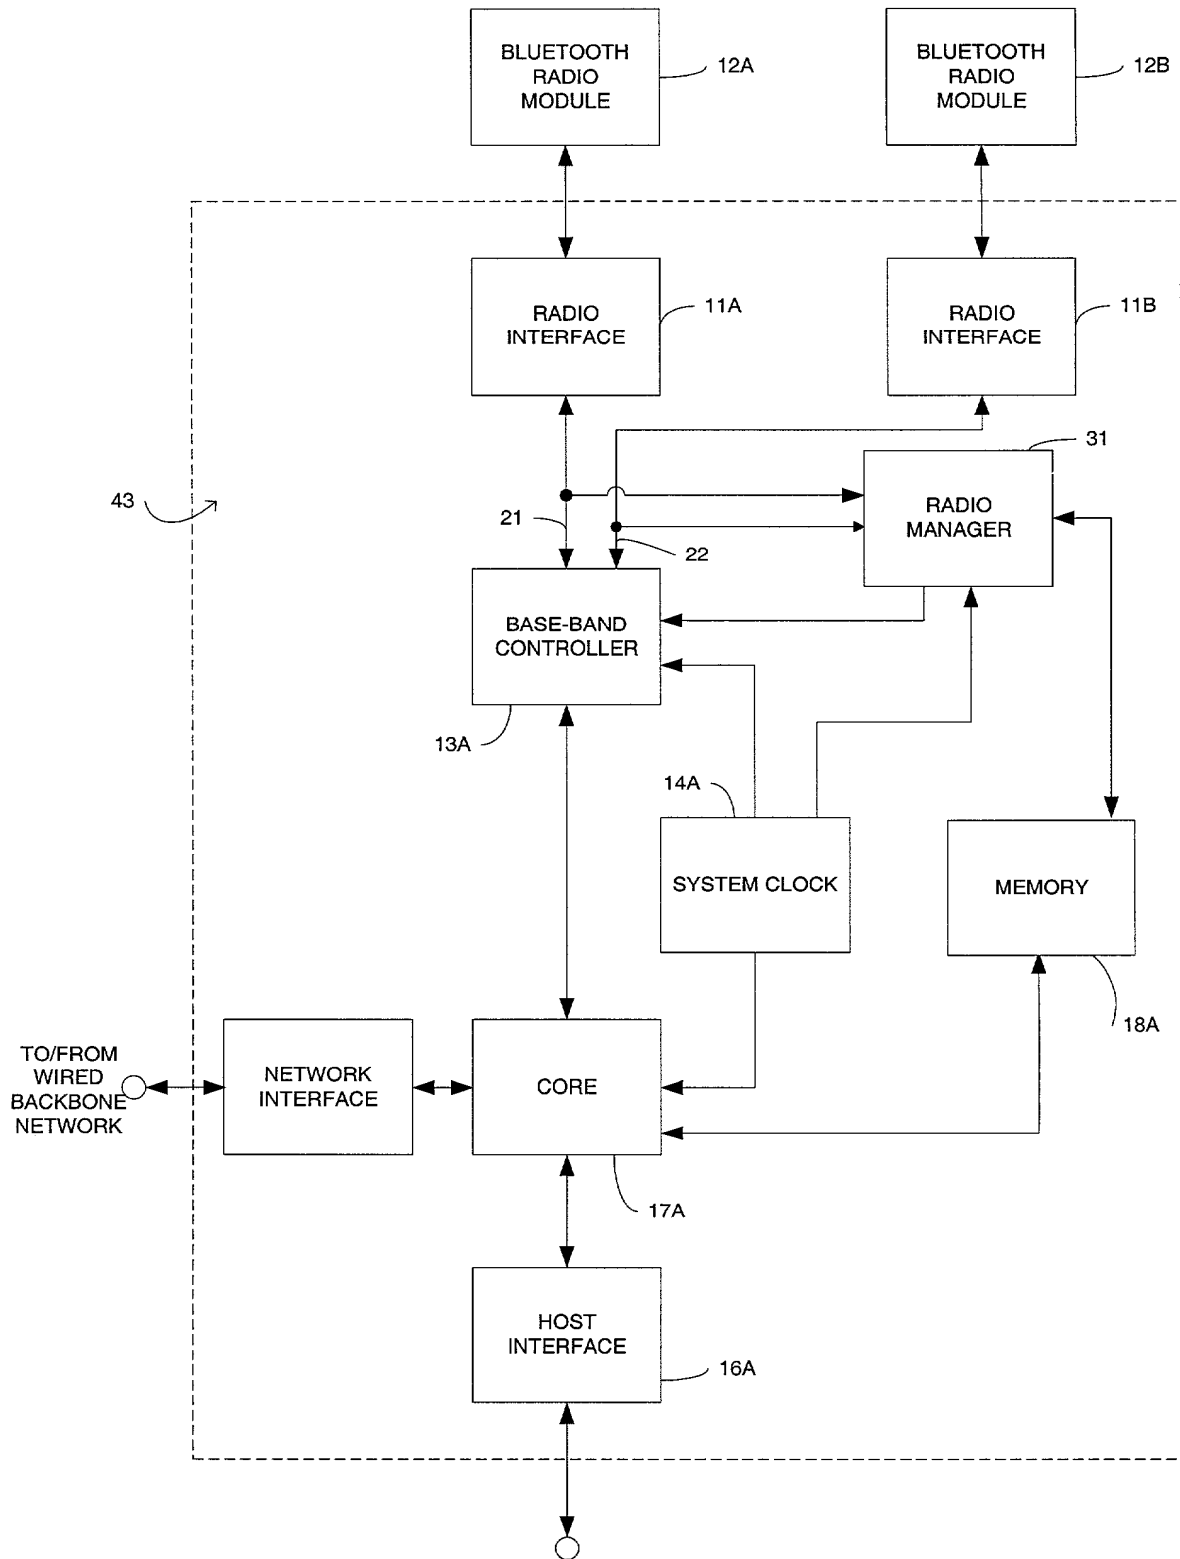 BLUETOOTH
RADIO
MODULE
12A
BLUETOOTH
RADIO
MODULE
12B
RADIO
INTERFACE
11A
RADIO
INTERFACE
11B
31
43
21
22
RADIO
MANAGER
BASE-BAND
CONTROLLER
13A
14A
SYSTEM CLOCK
MEMORY
18A
TO/FROM
WIRED
BACKBONE
NETWORK
NETWORK
INTERFACE
CORE
17A
HOST
INTERFACE
16A